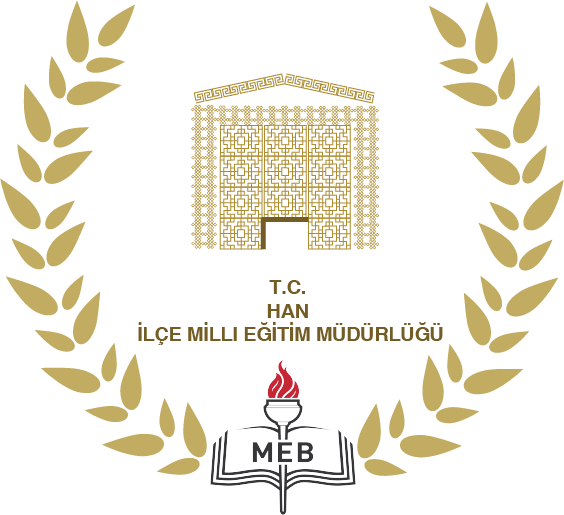 T.C.
HAN
İLÇE MİLLI EĞİTİM MÜDÜRLÜĞÜ
MEB